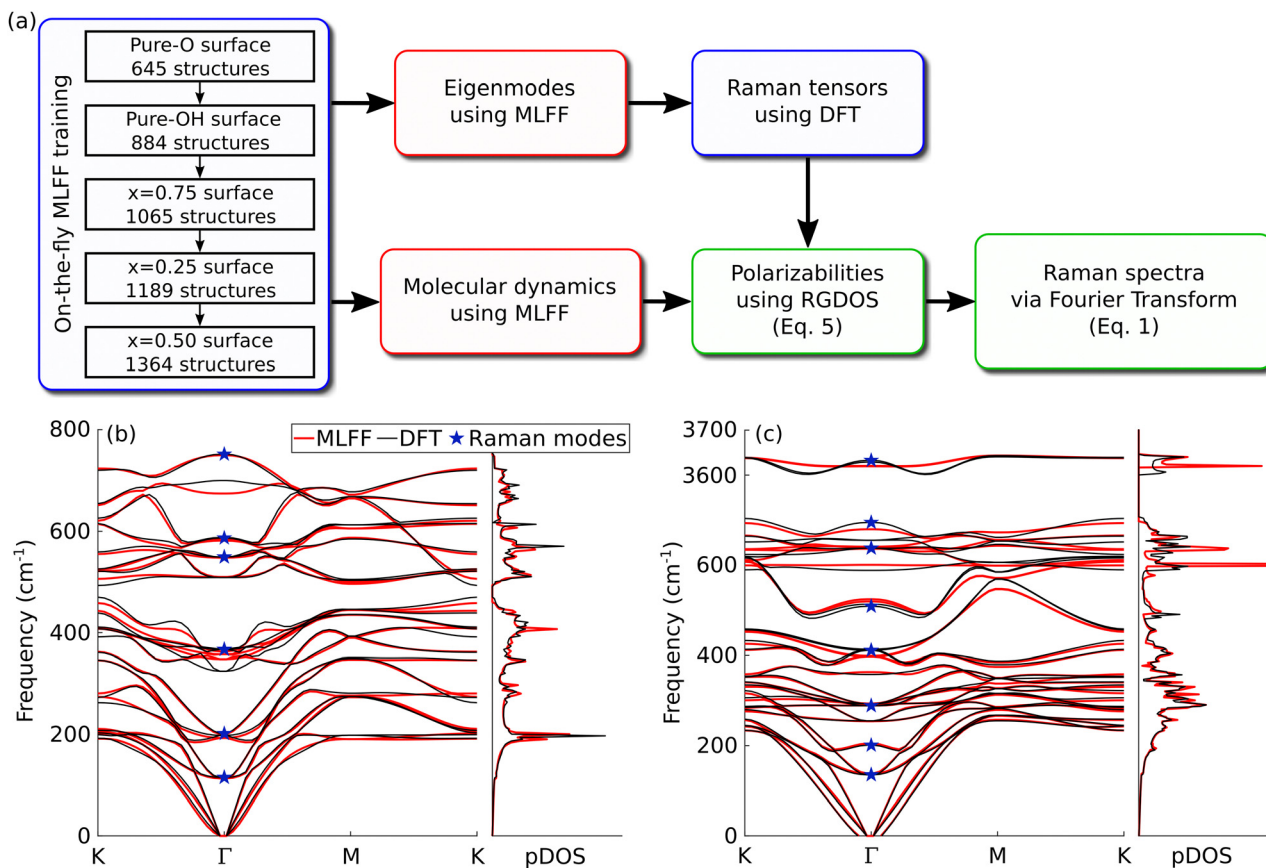 (a)
On-the-fly MLFF training
Pure-O surface
645 structures
Pure-OH surface
884 structures
x=0.75 surface
1065 structures
x=0.25 surface
1189 structures
x=0.50 surface
1364 structures
Eigenmodes
using MLFF
Raman tensors
using DFT
Molecular dynamics
using MLFF
Polarizabilities
using RGDOS
(Eq. 5)
Raman spectra
via Fourier Transform
(Eq. 1)
(b)
MLFF DFT Raman modes
Frequency (cm⁻¹)
800
600
400
200
0
K Γ M K pDOS
(c)
Frequency (cm⁻¹)
3700
3600
600
400
200
0
K Γ M K pDOS